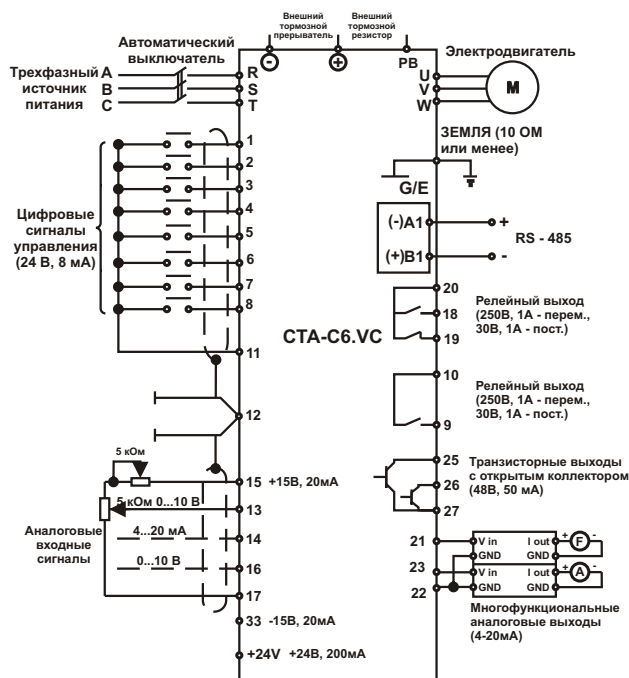 Внешний
тормозной
прерыватель
Внешний
тормозной
резистор
Автоматический
выключатель
Трехфазный
источник
питания
A
B
C
R
S
T
-
+
PB
U
V
W
Электродвигатель
M
ЗЕМЛЯ (10 ОМ
или менее)
G/E
(-)A1
(+)B1
+
-
RS - 485
Цифровые
сигналы
управления
(24 В, 8 мА)
1
2
3
4
5
6
7
8
11
12
CTA-C6.VC
20
18
19
Релейный выход
(250В, 1А - перем.,
30В, 1А - пост.)
10
9
Релейный выход
(250В, 1А - перем.,
30В, 1А - пост.)
25
26
27
Транзисторные выходы
с открытым коллектором
(48В, 50 мА)
5 кОм
15 +15В, 20мА
5 кОм 0...10 В
13
4...20 мА
14
0...10 В
16
17
Аналоговые
входные
сигналы
33 -15В, 20мА
+24V +24В, 200мА
21
23
22
V in I out + F -
GND GND
V in I out + A -
GND GND
Многофункциональные
аналоговые выходы
(4-20мА)